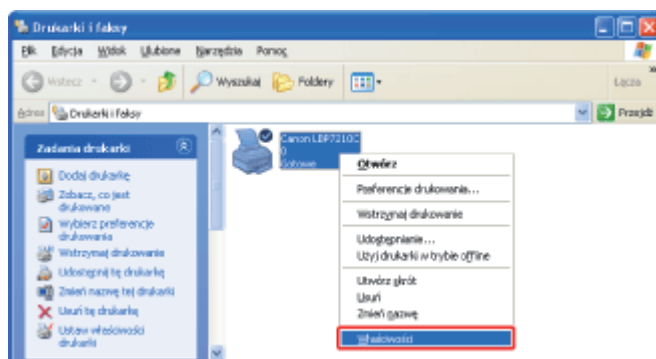 Drukarki i faksy
Plik Edycja Widok Ulubione Narzędzia Pomoc
Wstecz Wyszukaj Foldery Łącza
Adres Drukarki i faksy Przejdź
Zadania drukarki
Dodaj drukarkę
Zobacz, co jest
drukowane
Wybierz preferencje
drukowania
Wstrzymaj drukowanie
Udostępnij tę drukarkę
Zmień nazwę tej drukarki
Usuń tę drukarkę
Ustaw właściwości
drukarki
Canon LBP7210C
0
Gotowe
Otwórz
Preferencje drukowania...
Wstrzymaj drukowanie
Udostępnianie...
Użyj drukarki w trybie offline
Utwórz skrót
Usuń
Zmień nazwę
Właściwości